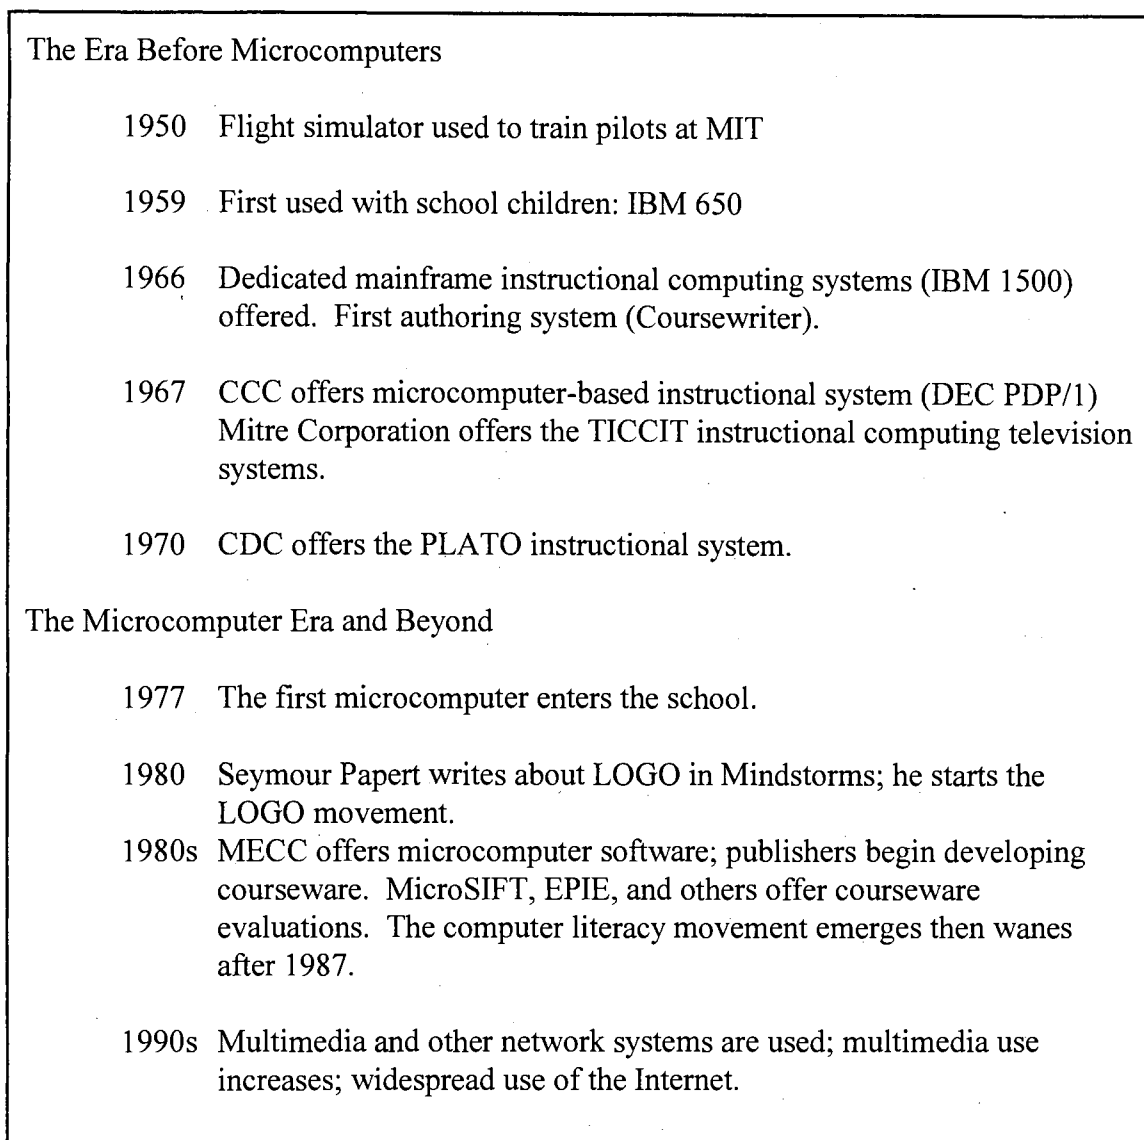 The Era Before Microcomputers
1950 Flight simulator used to train pilots at MIT
1959 First used with school children: IBM 650
1966 Dedicated mainframe instructional computing systems (IBM 1500)
offered. First authoring system (Coursewriter).
1967 CCC offers microcomputer-based instructional system (DEC PDP/1)
Mitre Corporation offers the TICCIT instructional computing television
systems.
1970 CDC offers the PLATO instructional system.
The Microcomputer Era and Beyond
1977 The first microcomputer enters the school.
1980 Seymour Papert writes about LOGO in Mindstorms; he starts the
LOGO movement.
1980s MECC offers microcomputer software; publishers begin developing
courseware. MicroSIFT, EPIE, and others offer courseware
evaluations. The computer literacy movement emerges then wanes
after 1987.
1990s Multimedia and other network systems are used; multimedia use
increases; widespread use of the Internet.